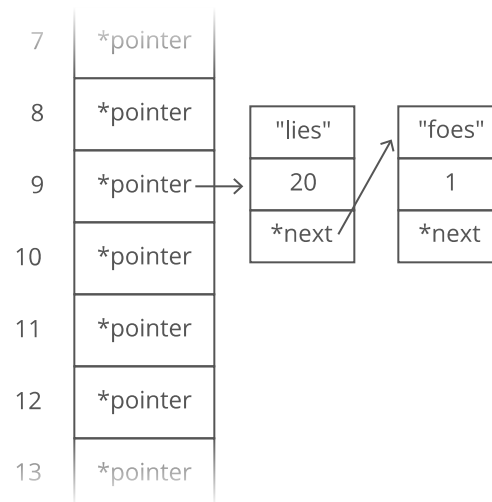 7 *pointer
8 *pointer
"lies" "foes"
9 *pointer 20 1
*next *next
10 *pointer
11 *pointer
12 *pointer
13 *pointer